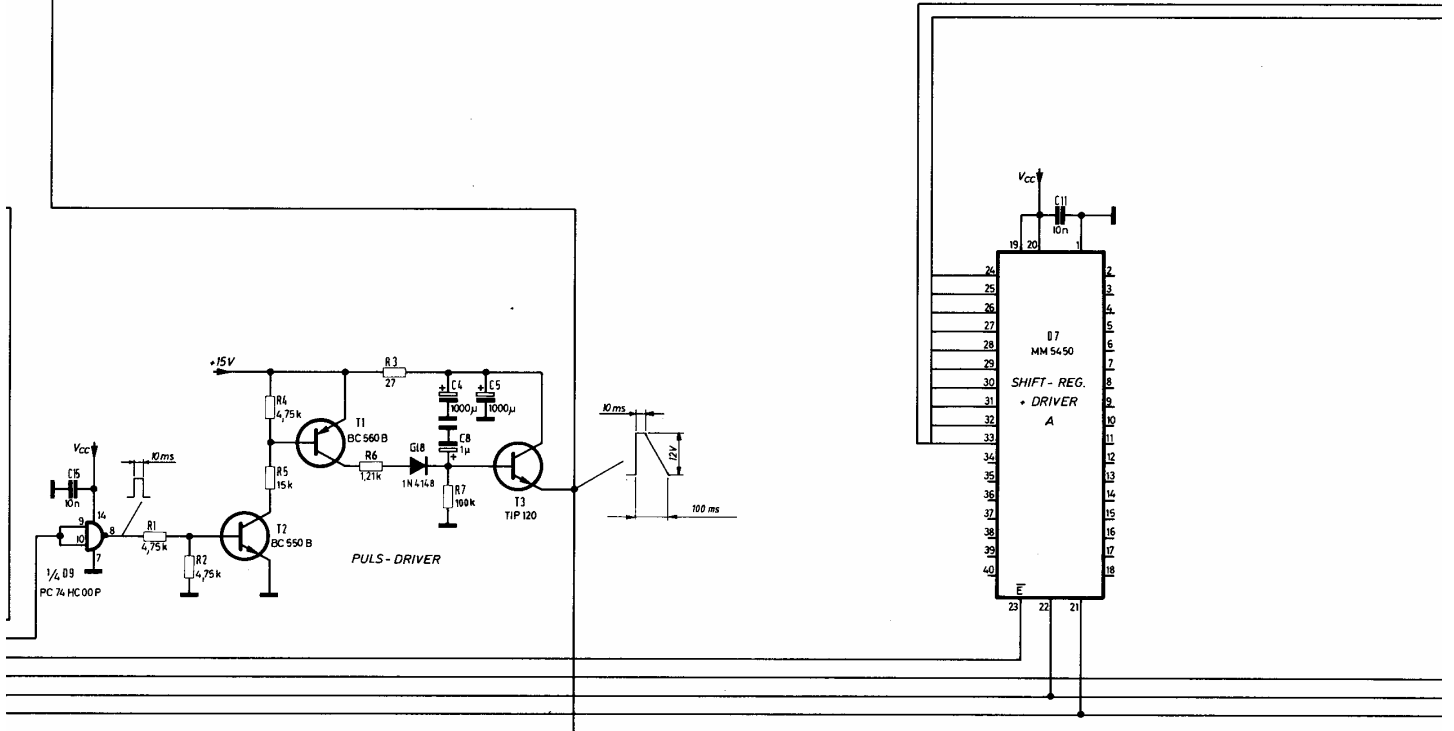 +15V
R3
27
R4
4,75k
T1
BC 560 B
+
C4
1000µ
+
C5
1000µ
C8
1µ
+
R5
15k
R6
1,21k
G18
1N4148
R7
100k
T3
TIP 120
10ms
12V
100 ms
VCC
C15
10n
10ms
14
9
10
8
7
R1
4,75k
R2
4,75k
T2
BC 550 B
PULS - DRIVER
1/4 D9
PC 74 HC 00 P
VCC
C11
10n
19
20
1
24
25
26
27
28
29
30
31
32
33
34
35
36
37
38
39
40
D7
MM 5450
SHIFT - REG.
+ DRIVER
A
2
3
4
5
6
7
8
9
10
11
12
13
14
15
16
17
18
E
23
22
21